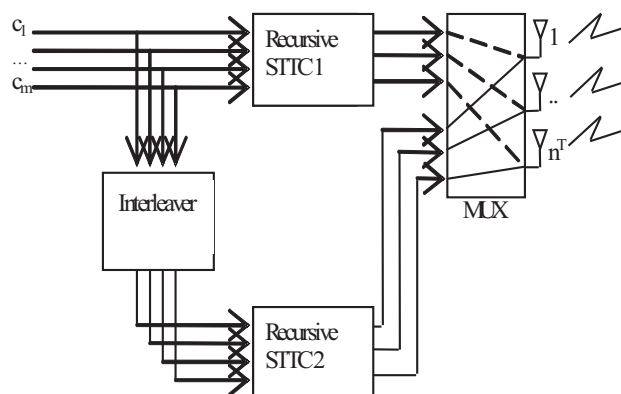 c1
...
cm
Recursive
STTC1
1
..
nT
MUX
Interleaver
Recursive
STTC2